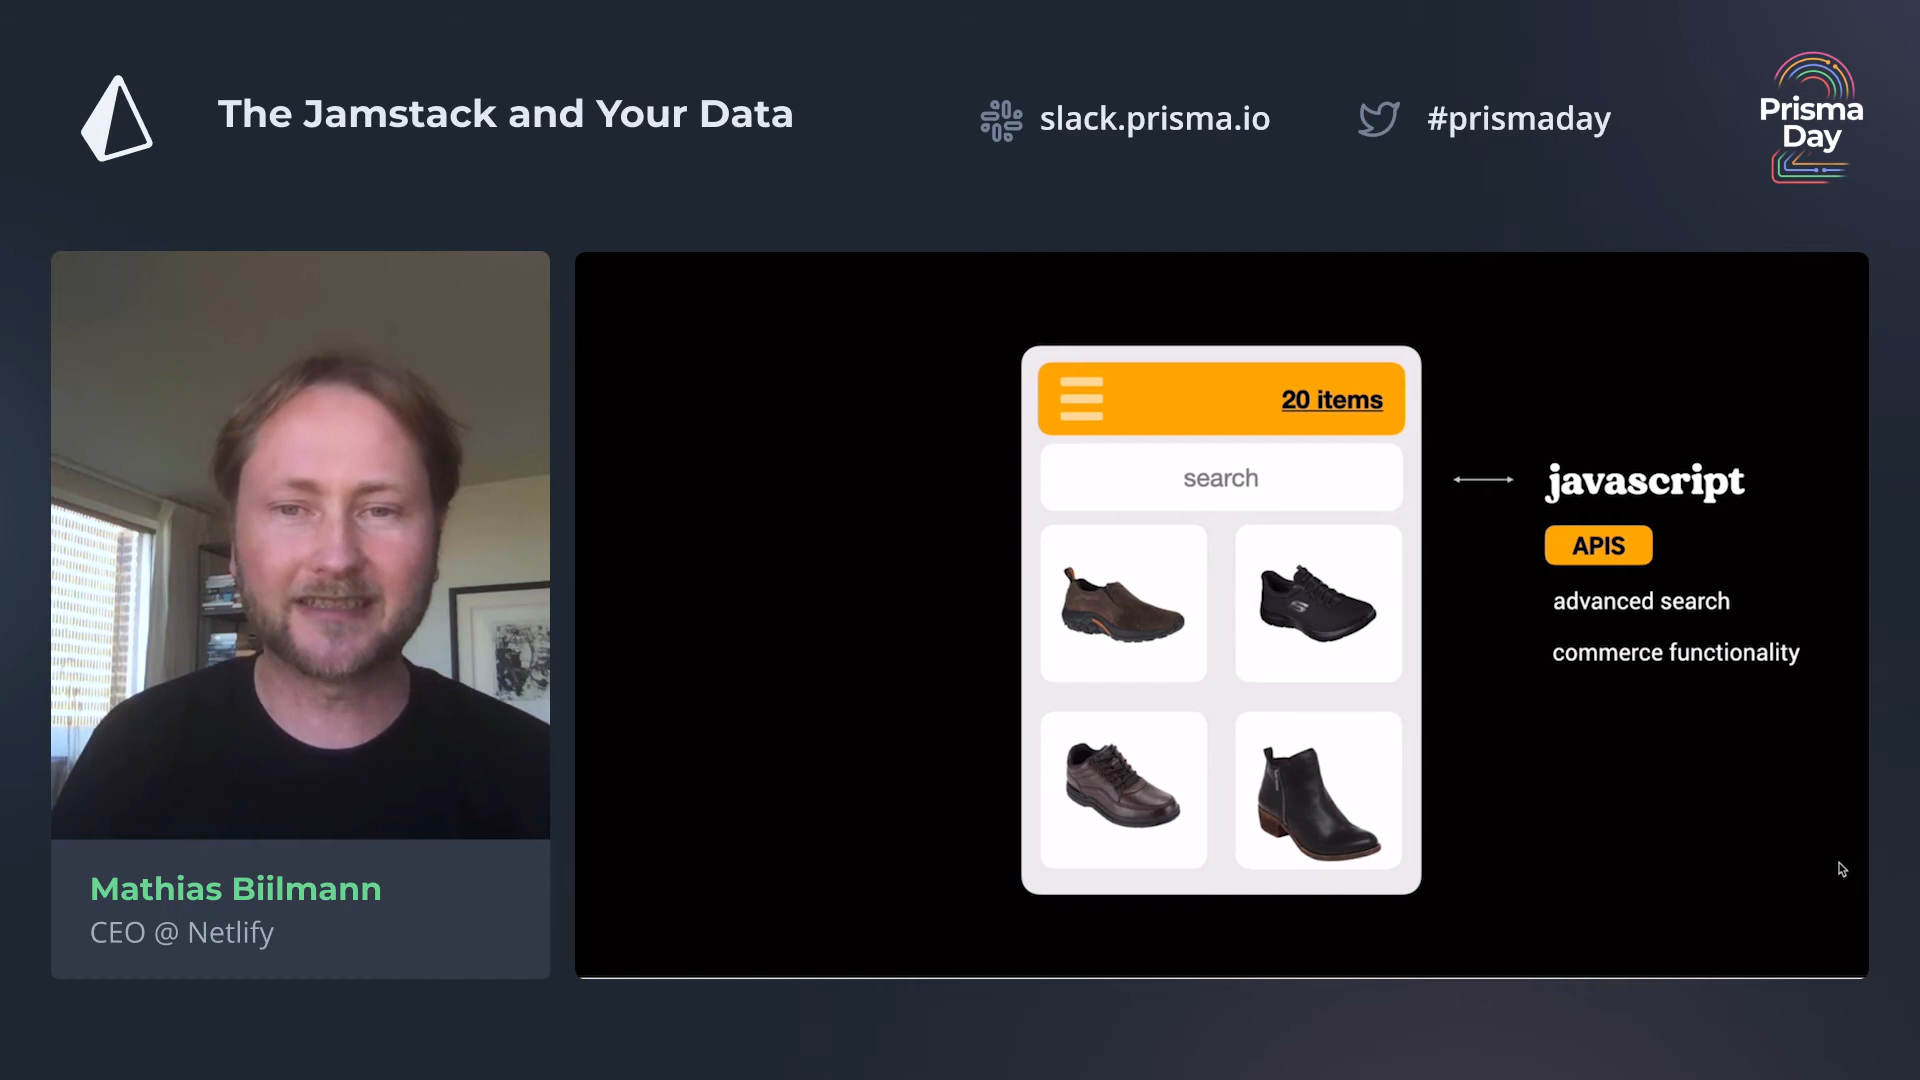 The Jamstack and Your Data
slack.prisma.io
#prismaday
Prisma
Day
20 items
search
javascript
APIS
advanced search
commerce functionality
Mathias Biilmann
CEO @ Netlify